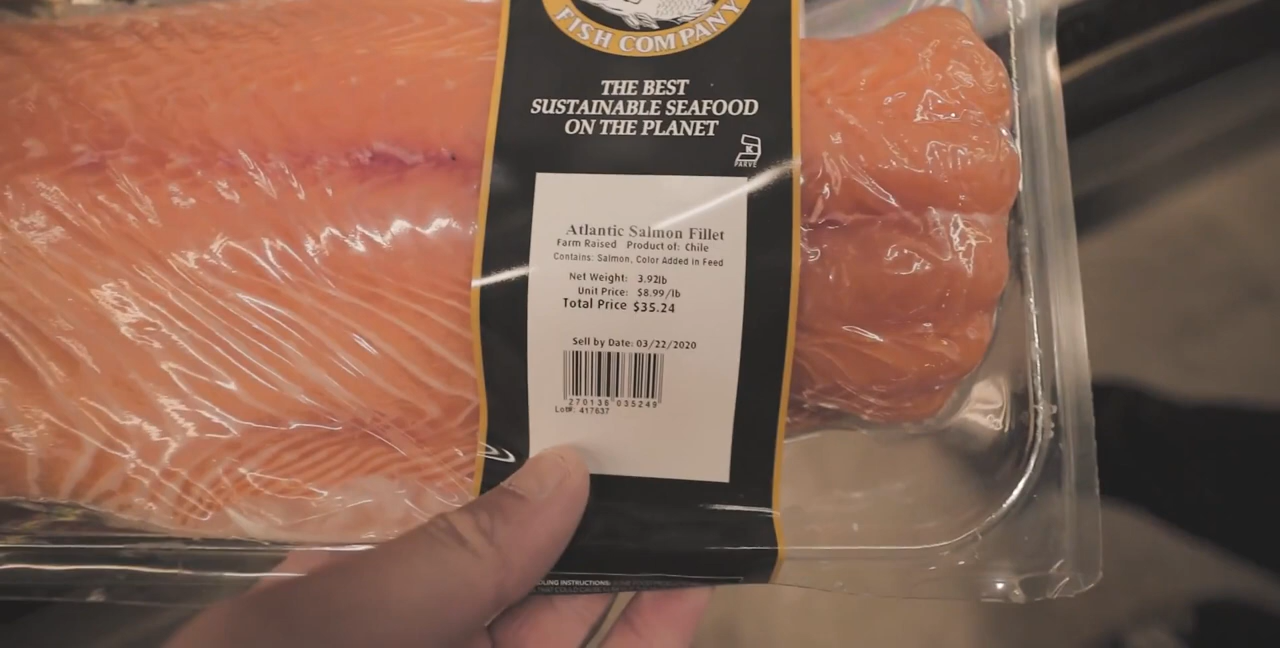 FISH COMPANY
THE BEST
SUSTAINABLE SEAFOOD
ON THE PLANET
K
PARVE
Atlantic Salmon Fillet
Farm Raised Product of: Chile
Contains: Salmon, Color Added in Feed
Net Weight: 3.92lb
Unit Price: $8.99/lb
Total Price $35.24
Sell by Date: 03/22/2020
270136 035249
Lot#: 417637
INSTRUCTIONS: